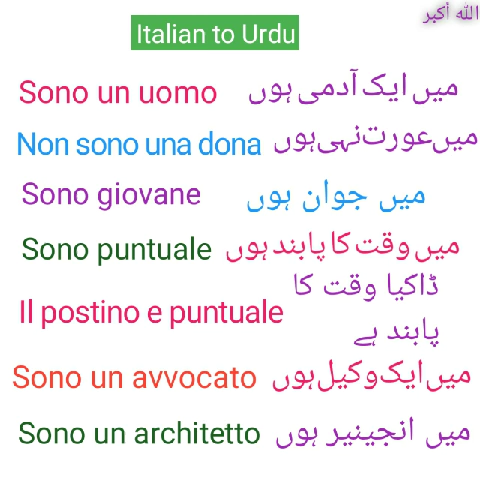 الله أكبر
Italian to Urdu
Sono un uomo میں ایک آدمی ہوں
Non sono una dona میں عورت نہی ہوں
Sono giovane میں جوان ہوں
Sono puntuale میں وقت کا پابند ہوں
Il postino e puntuale ڈاکیا وقت کا
پابند ہے
Sono un avvocato میں ایک وکیل ہوں
Sono un architetto میں انجینیر ہوں